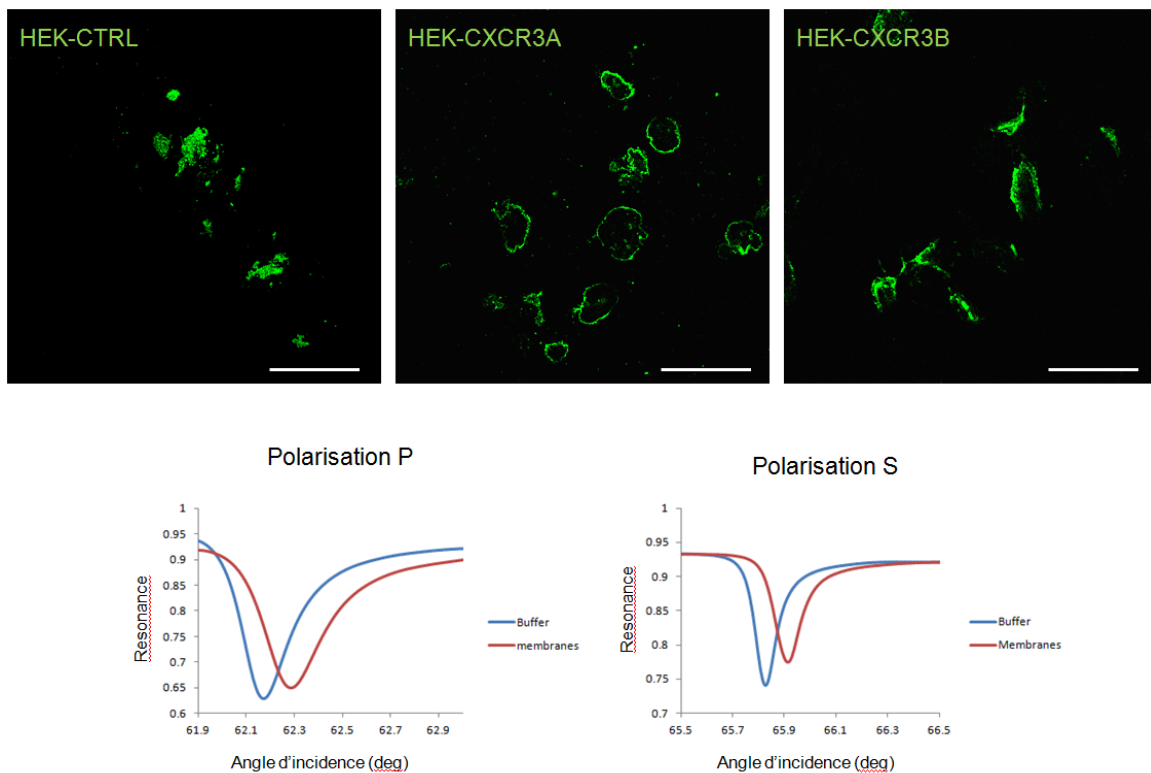 HEK-CTRL
HEK-CXCR3A
HEK-CXCR3B
Polarisation P
1
0.95
0.9
0.85
0.8
0.75
0.7
0.65
0.6
Resonance
61.9 62.1 62.3 62.5 62.7 62.9
Angle d'incidence (deg)
Buffer
membranes
Polarisation S
1
0.95
0.9
0.85
0.8
0.75
0.7
Resonance
65.5 65.7 65.9 66.1 66.3 66.5
Angle d'incidence (deg)
Buffer
Membranes